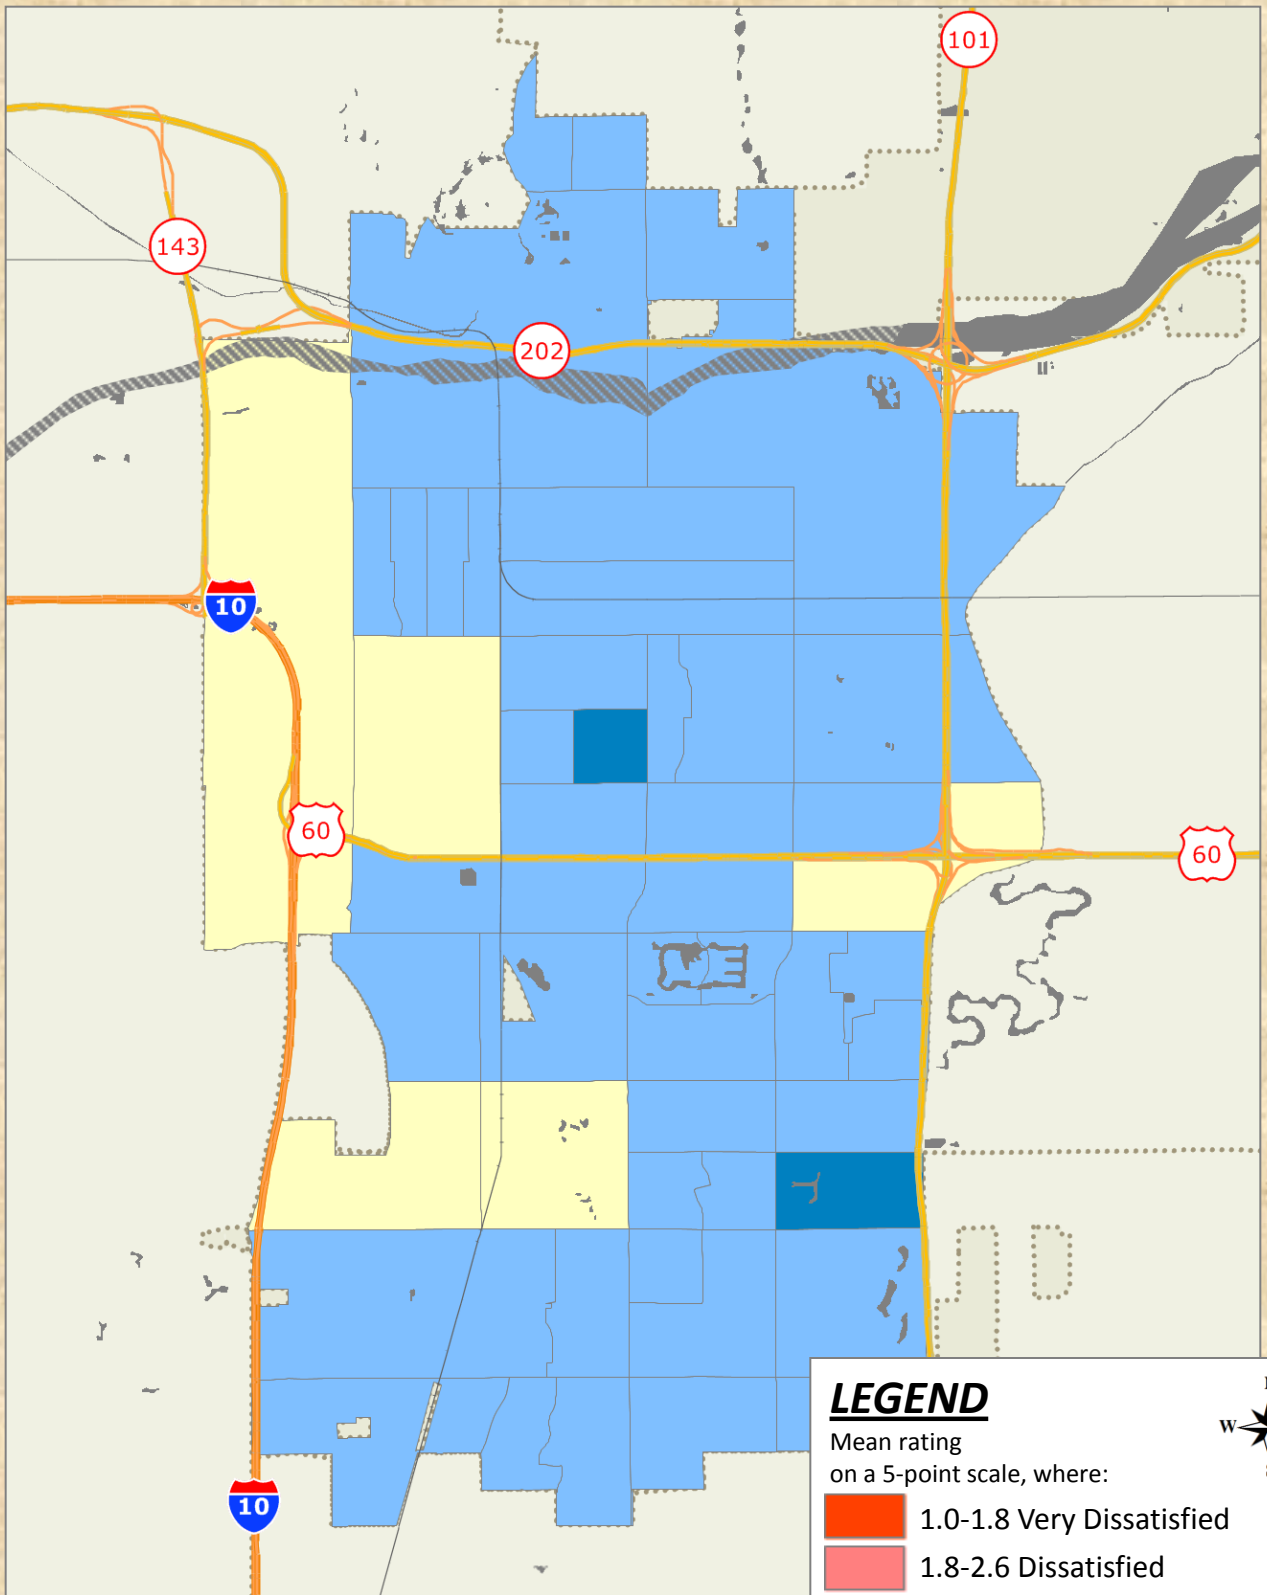 101
143
202
10
60
60
10
LEGEND
Mean rating
on a 5-point scale, where:
W
1.0-1.8 Very Dissatisfied
1.8-2.6 Dissatisfied